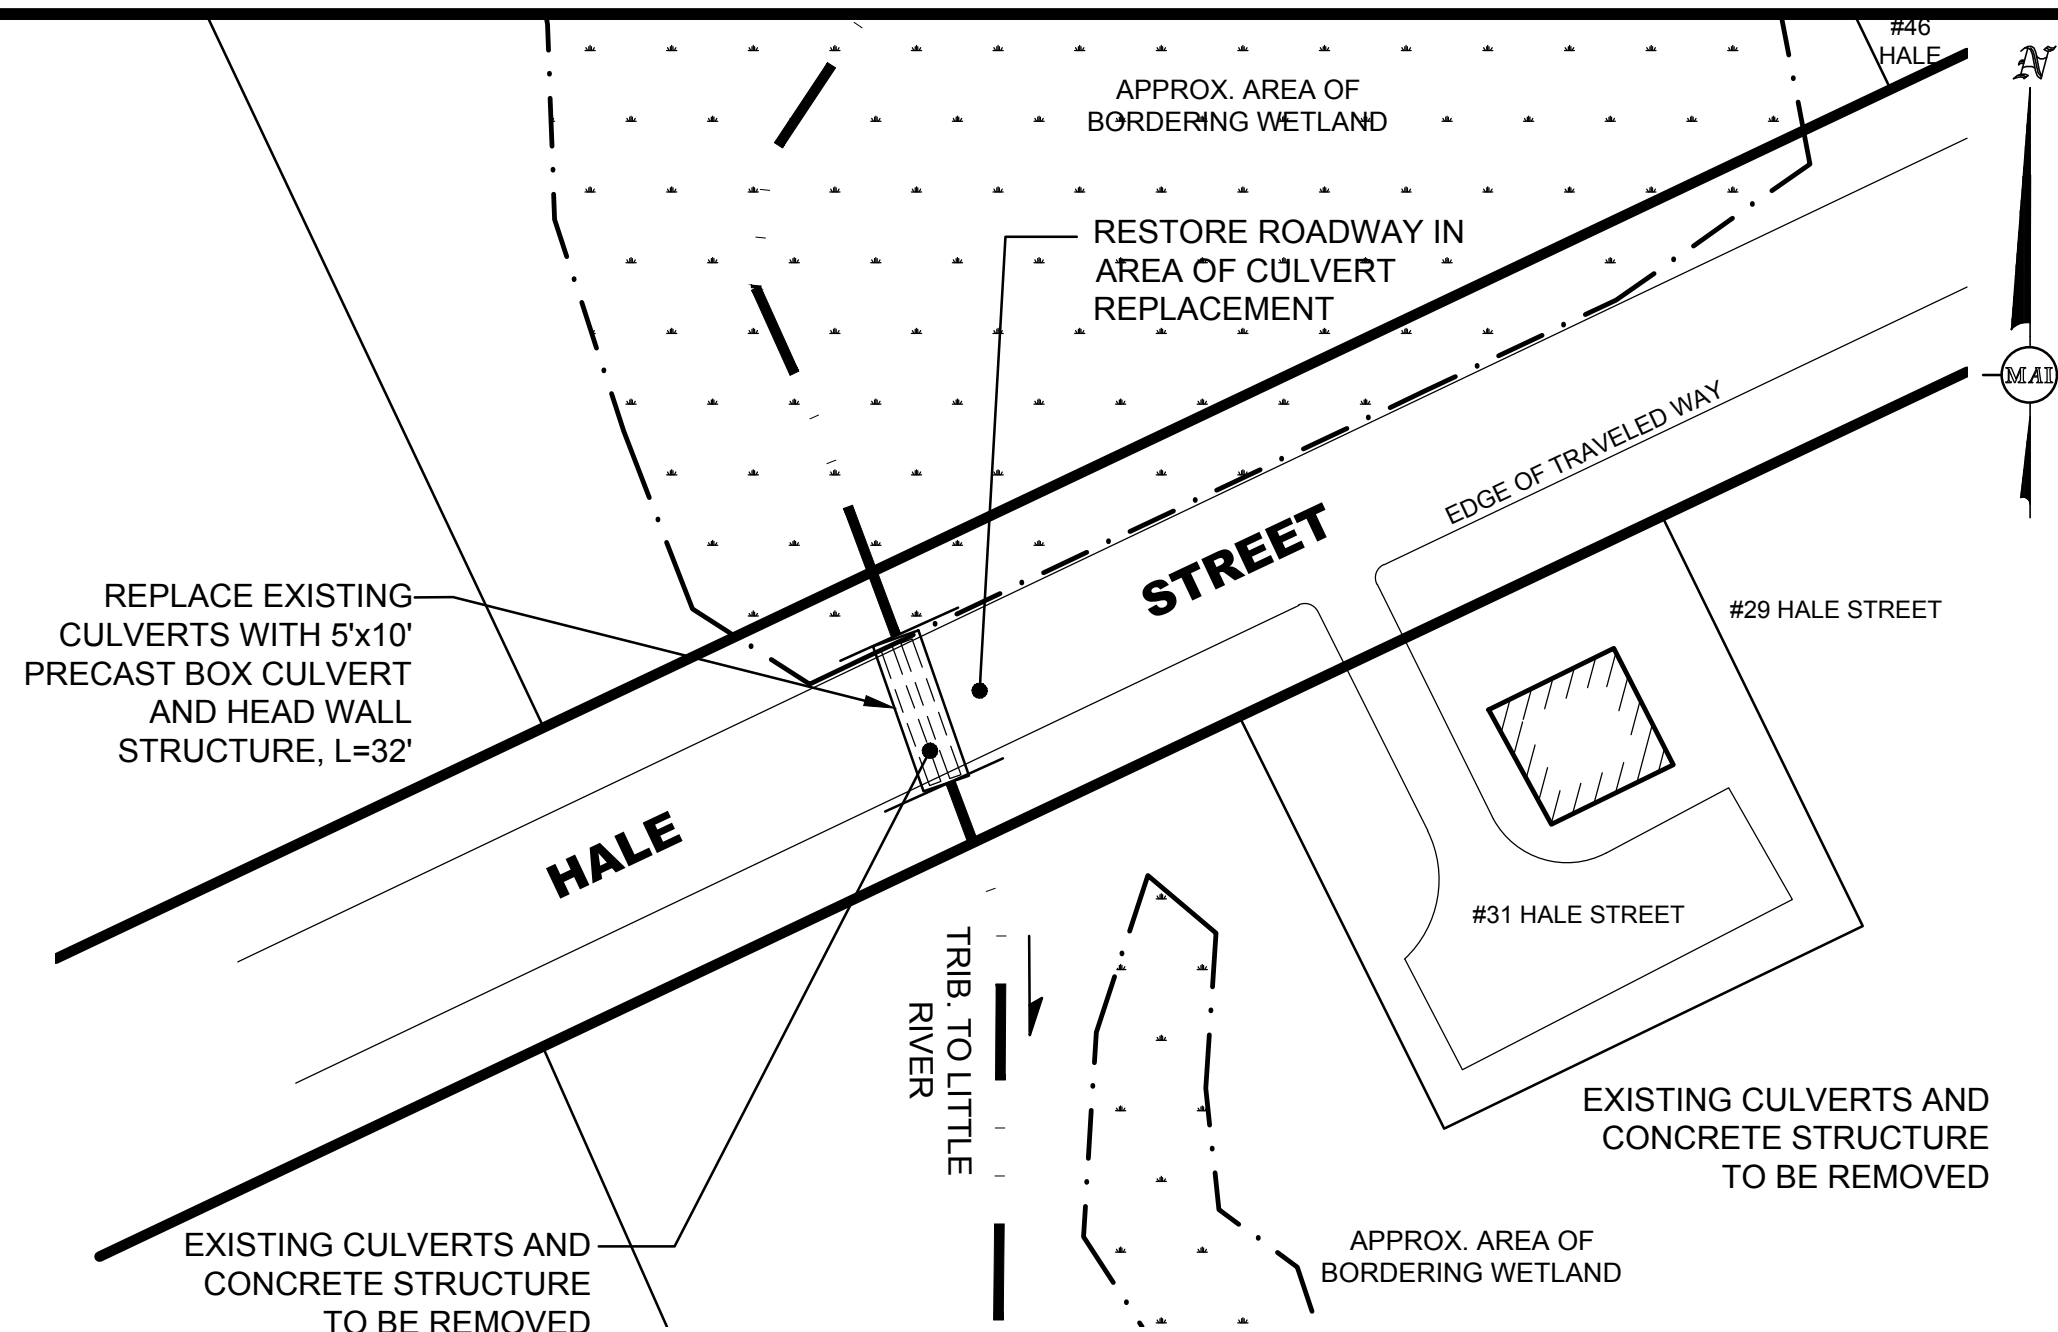 #46
HALE
N
APPROX. AREA OF
BORDERING WETLAND
RESTORE ROADWAY IN
AREA OF CULVERT
REPLACEMENT
MAI
EDGE OF TRAVELED WAY
STREET
REPLACE EXISTING
CULVERTS WITH 5'x10'
PRECAST BOX CULVERT
AND HEAD WALL
STRUCTURE, L=32'
#29 HALE STREET
HALE
#31 HALE STREET
TRIB. TO LITTLE
RIVER
EXISTING CULVERTS AND
CONCRETE STRUCTURE
TO BE REMOVED
EXISTING CULVERTS AND
CONCRETE STRUCTURE
TO BE REMOVED
APPROX. AREA OF
BORDERING WETLAND